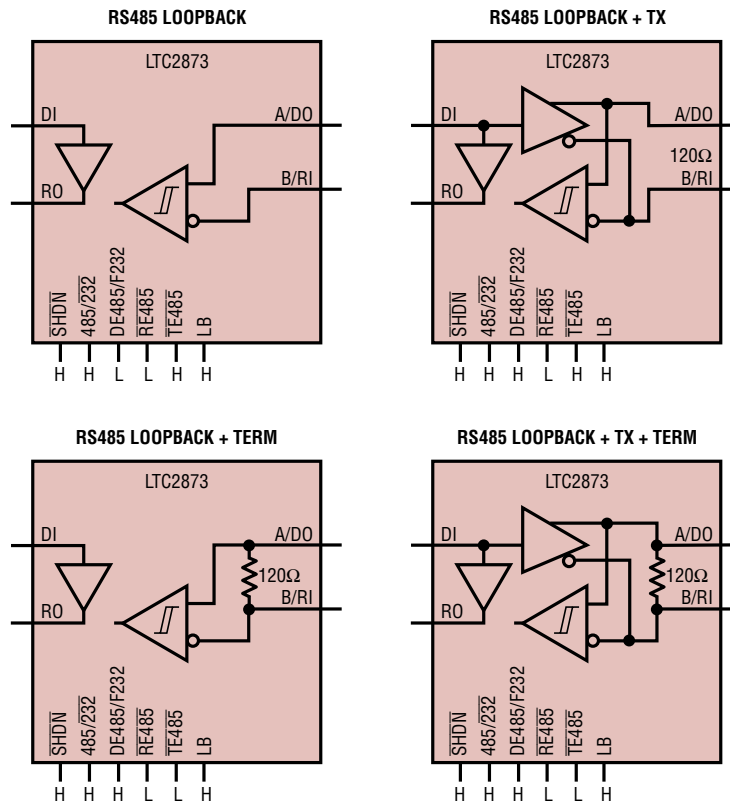 RS485 LOOPBACK
LTC2873
DI
A/DO
RO
B/RI
SHDN
485/232
DE485/F232
RE485
TE485
LB
H H L L H H
RS485 LOOPBACK + TX
LTC2873
DI
A/DO
120Ω
RO
B/RI
SHDN
485/232
DE485/F232
RE485
TE485
LB
H H H L H H
RS485 LOOPBACK + TERM
LTC2873
DI
A/DO
120Ω
RO
B/RI
SHDN
485/232
DE485/F232
RE485
TE485
LB
H H H L L H
RS485 LOOPBACK + TX + TERM
LTC2873
DI
A/DO
120Ω
RO
B/RI
SHDN
485/232
DE485/F232
RE485
TE485
LB
H H H L L H